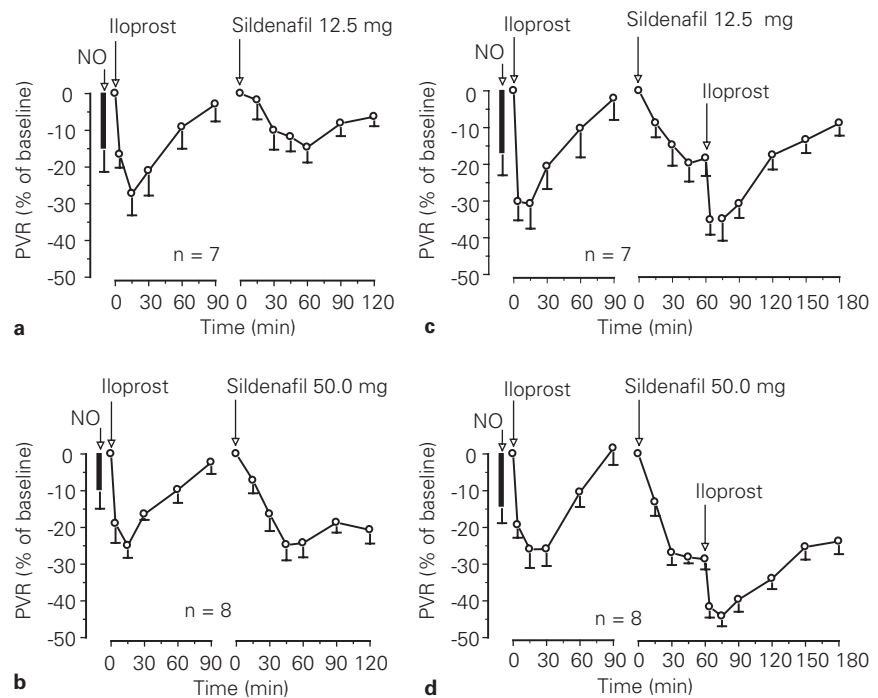 Iloprost
Sildenafil 12.5 mg
NO
PVR (% of baseline)
0
-10
-20
-30
-40
-50
n = 7
0 30 60 90 0 30 60 90 120
Time (min)
a
Iloprost
Sildenafil 12.5 mg
NO
Iloprost
PVR (% of baseline)
0
-10
-20
-30
-40
-50
n = 7
0 30 60 90 0 30 60 90 120 150 180
Time (min)
c
Iloprost
Sildenafil 50.0 mg
NO
PVR (% of baseline)
0
-10
-20
-30
-40
-50
n = 8
0 30 60 90 0 30 60 90 120
Time (min)
b
Iloprost
Sildenafil 50.0 mg
NO
Iloprost
PVR (% of baseline)
0
-10
-20
-30
-40
-50
n = 8
0 30 60 90 0 30 60 90 120 150 180
Time (min)
d